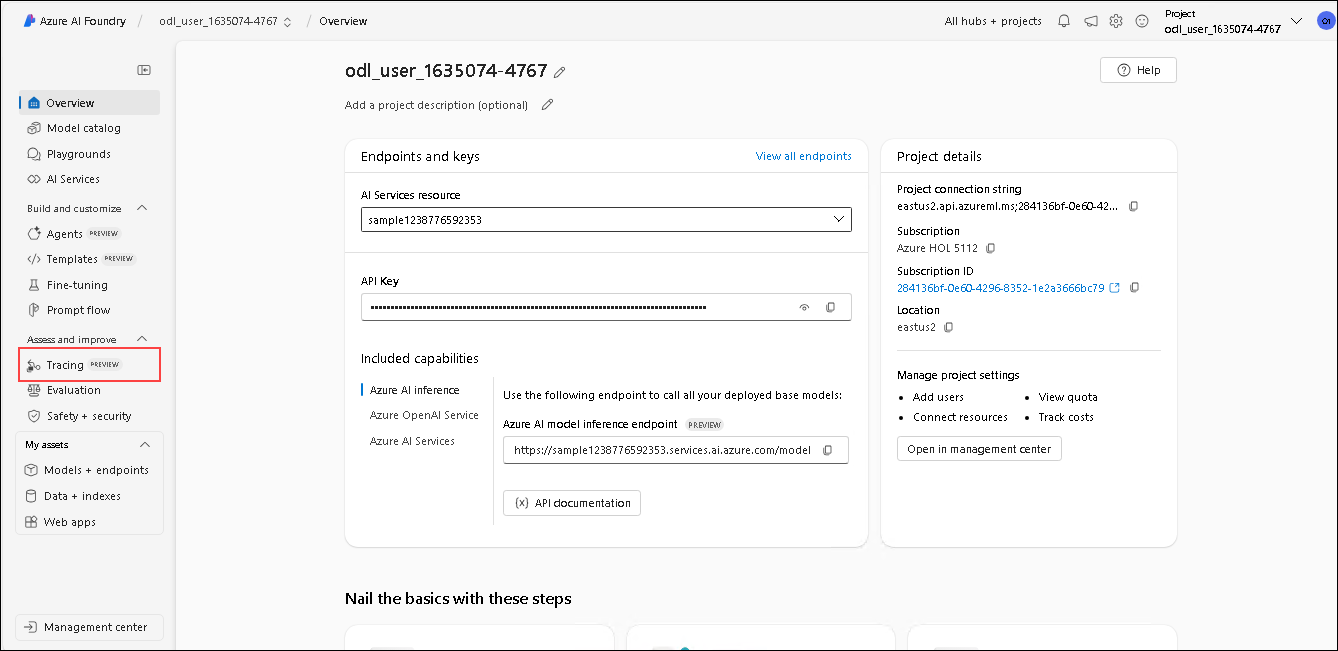 Azure AI Foundry / odl_user_1635074-4767 / Overview
All hubs + projects
Project
odl_user_1635074-4767
Overview
Model catalog
Playgrounds
AI Services
Build and customize
Agents PREVIEW
Templates PREVIEW
Fine-tuning
Prompt flow
Assess and improve
Tracing PREVIEW
Evaluation
Safety + security
My assets
Models + endpoints
Data + indexes
Web apps
Management center
odl_user_1635074-4767
Help
Add a project description (optional)
Endpoints and keys
View all endpoints
AI Services resource
sample1238776592353
API Key
Included capabilities
Azure AI inference
Azure OpenAI Service
Azure AI Services
Use the following endpoint to call all your deployed base models:
Azure AI model inference endpoint PREVIEW
https://sample1238776592353.services.ai.azure.com/model
API documentation
Project details
Project connection string
eastus2.api.azureml.ms;284136bf-0e60-42...
Subscription
Azure HOL 5112
Subscription ID
284136bf-0e60-4296-8352-1e2a3666bc79
Location
eastus2
Manage project settings
• Add users
• View quota
• Connect resources
• Track costs
Open in management center
Nail the basics with these steps